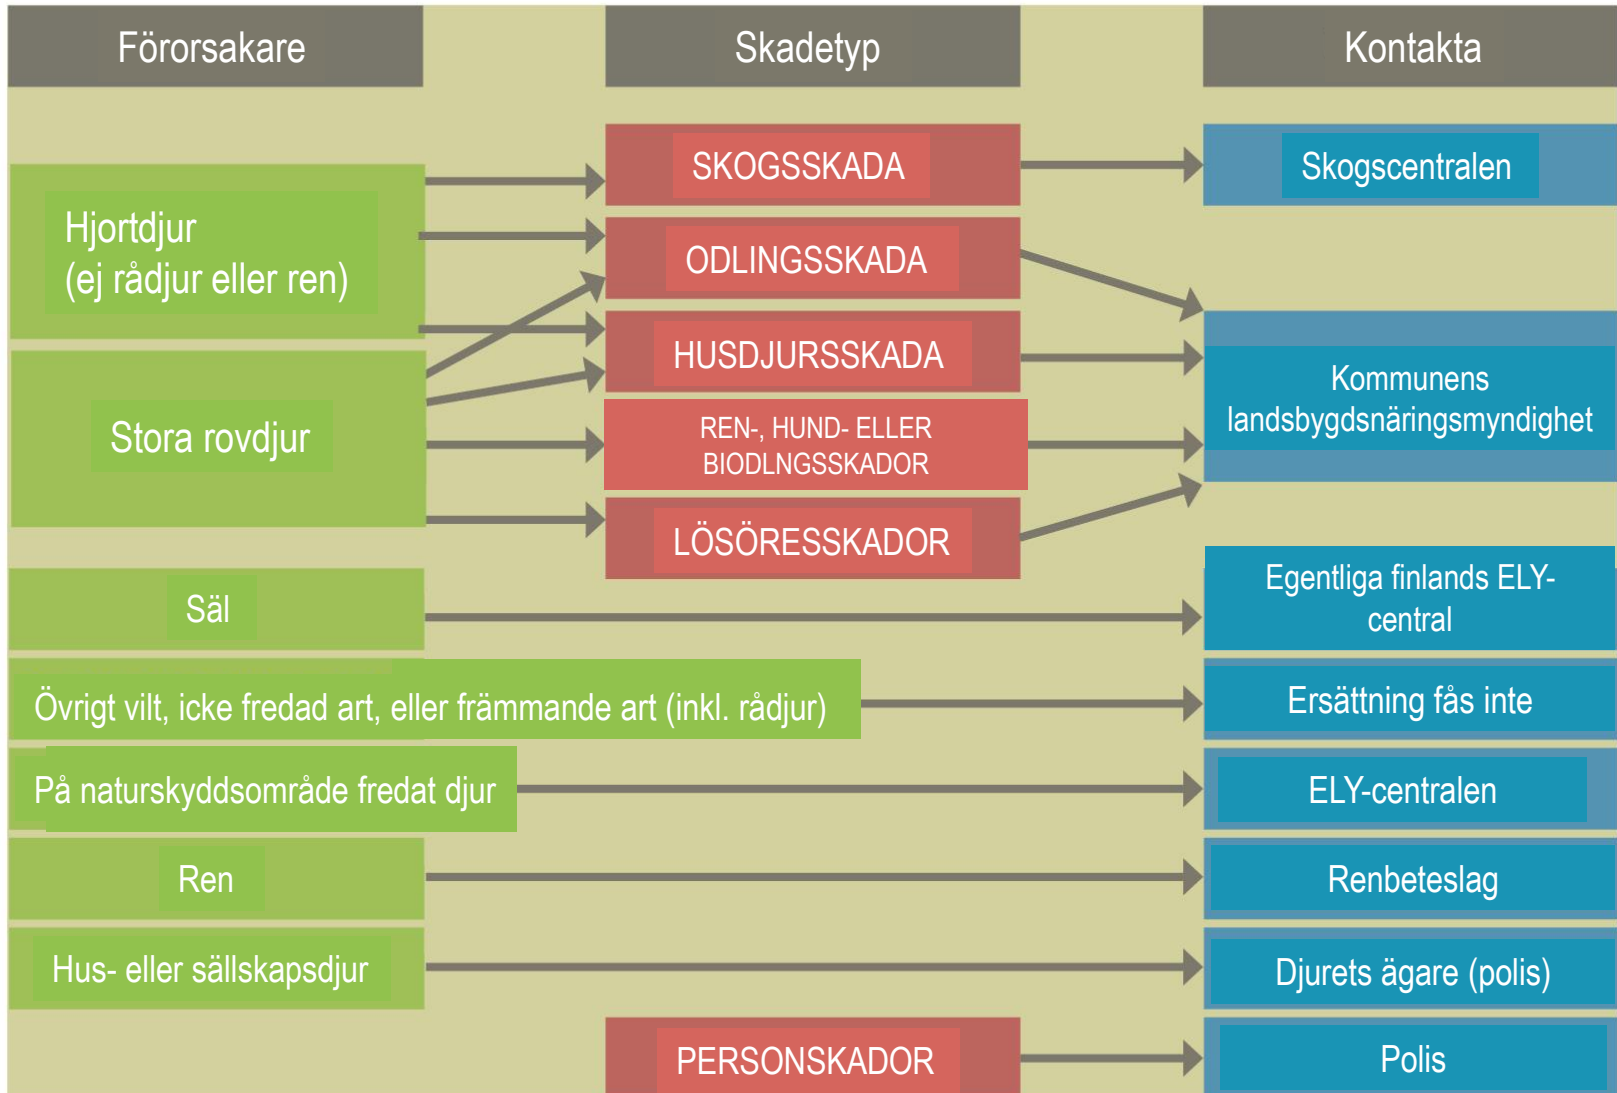 Förorsakare
Skadetyp
Kontakta
Hjortdjur
(ej rådjur eller ren)
Stora rovdjur
SKOGSSKADA
ODLINGSSKADA
HUSDJURSSKADA
REN-, HUND- ELLER
BIODLNGSSKADOR
LÖSÖRESSKADOR
Skogscentralen
Kommunens
landsbygdsnäringsmyndighet
Säl
Egentliga finlands ELY-
central
Övrigt vilt, icke fredad art, eller främmande art (inkl. rådjur)
Ersättning fås inte
På naturskyddsområde fredat djur
ELY-centralen
Ren
Renbeteslag
Hus- eller sällskapsdjur
Djurets ägare (polis)
PERSONSKADOR
Polis